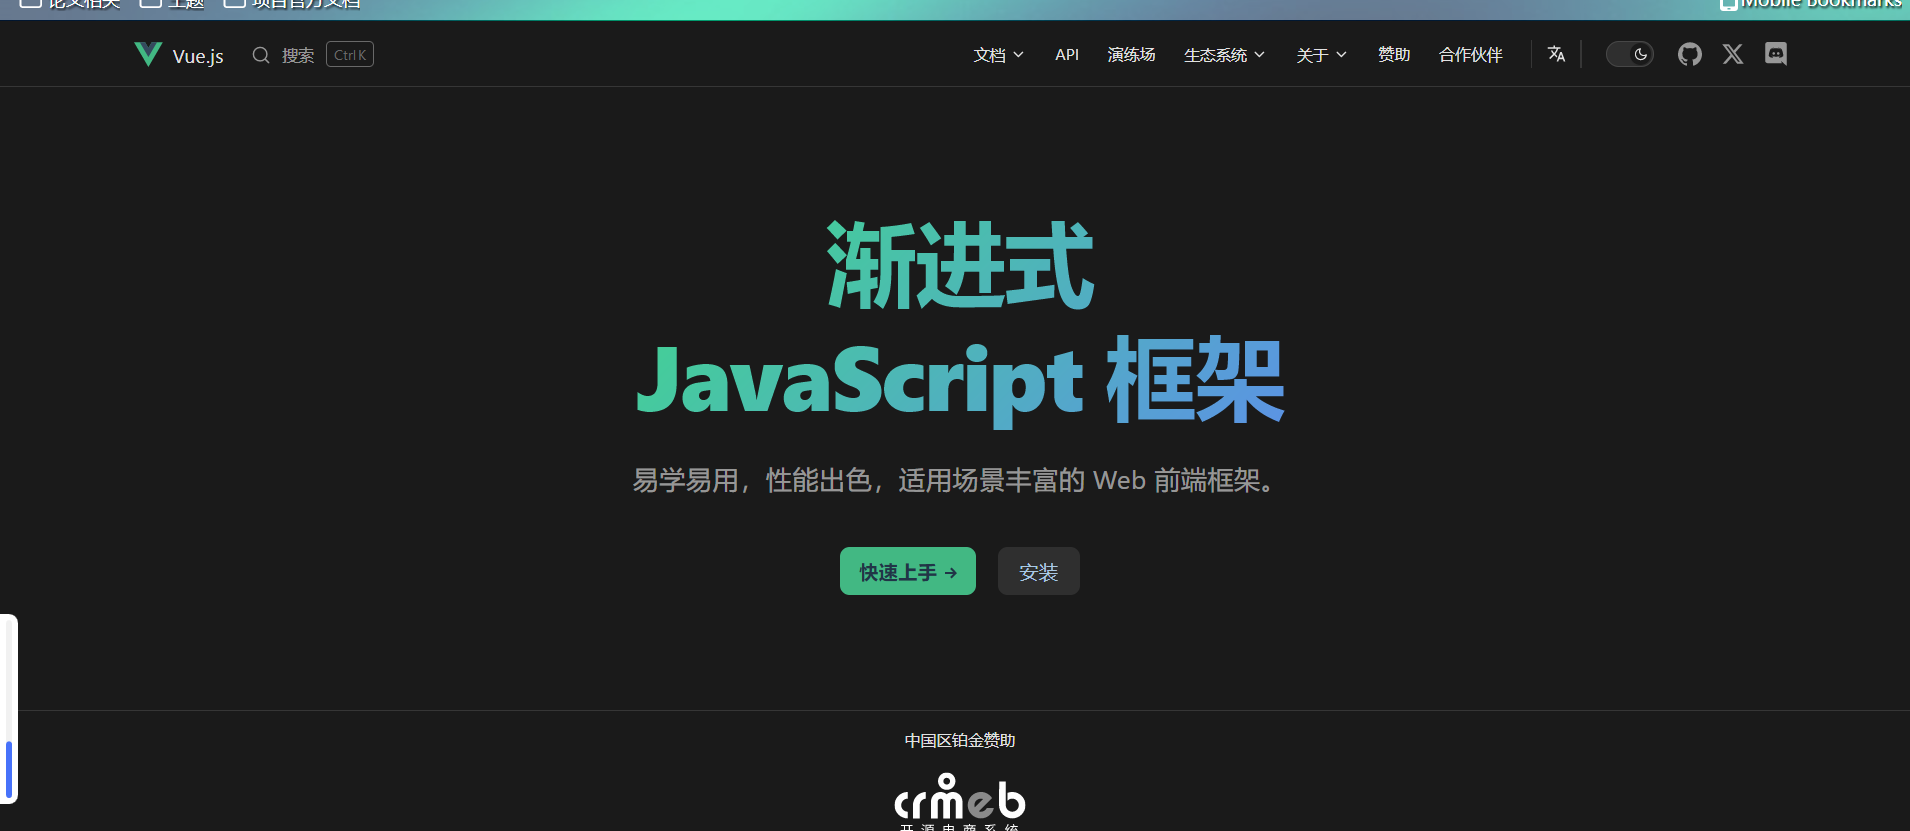 论文相关 主题 项目官方文档 Mobile Bookmarks
Vue.js 搜索 Ctrl K 文档 API 演练场 生态系统 关于 赞助 合作伙伴
渐进式
JavaScript 框架
易学易用，性能出色，适用场景丰富的 Web 前端框架。
快速上手 → 安装
中国区铂金赞助
crmeb
开源电商系统